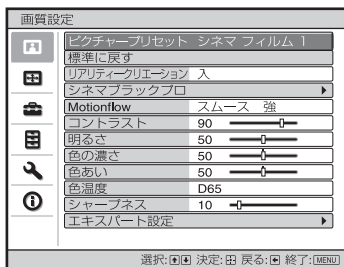 画質設定
ピクチャープリセット シネマ フィルム 1
標準に戻す
リアリティークリエーション 入
シネマブラックプロ
Motionflow スムース 強
コントラスト 90
明るさ 50
色の濃さ 50
色あい 50
色温度 D65
シャープネス 10
エキスパート設定
選択: 決定: 戻る: 終了: MENU